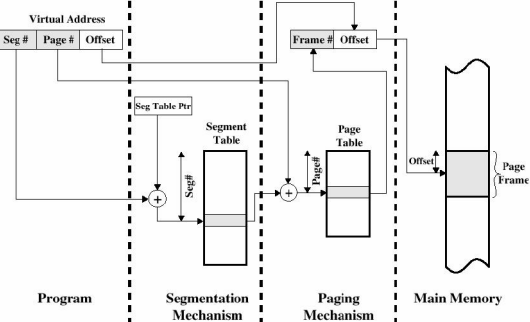 Virtual Address
Seg # Page # Offset
Frame # Offset
Seg Table Ptr
Segment
Table
Page
Table
Seg#
Page#
Offset
Page
Frame
+
+
Program
Segmentation
Mechanism
Paging
Mechanism
Main Memory